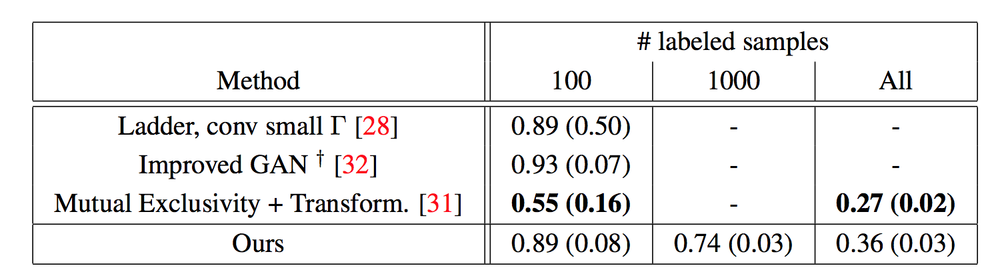 # labeled samples
Method 100 1000 All
Ladder, conv small Γ [28] 0.89 (0.50) - -
Improved GAN † [32] 0.93 (0.07) - -
Mutual Exclusivity + Transform. [31] 0.55 (0.16) - 0.27 (0.02)
Ours 0.89 (0.08) 0.74 (0.03) 0.36 (0.03)